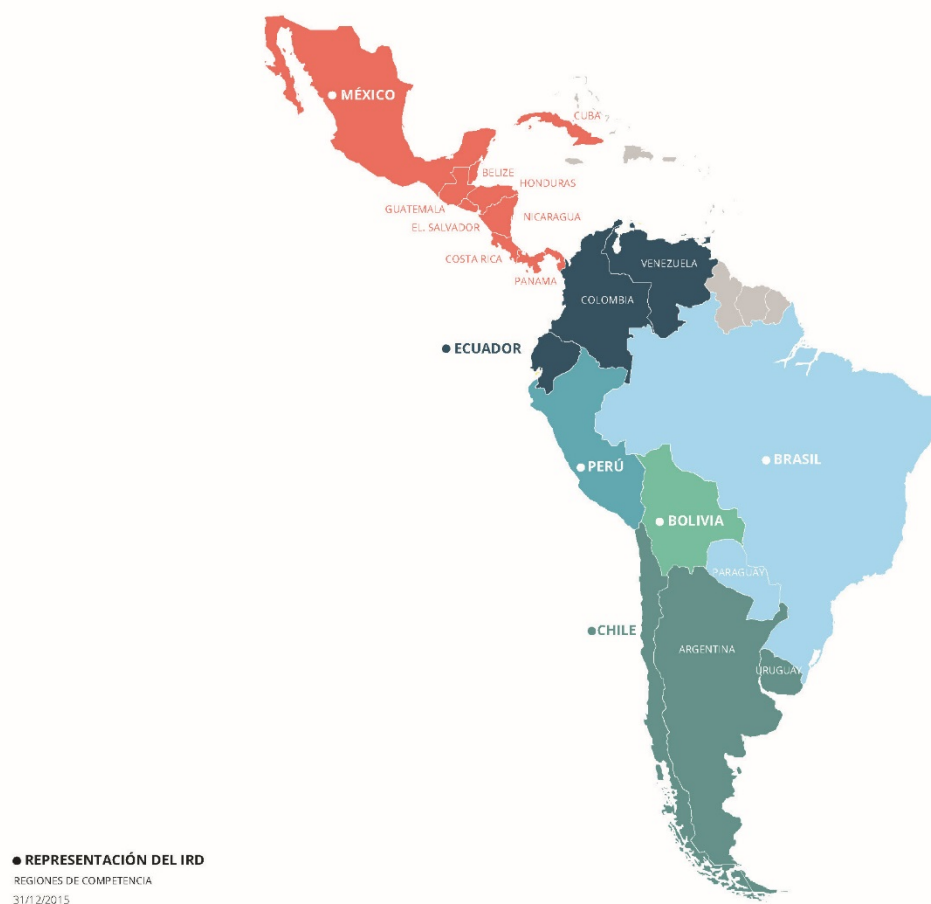 MÉXICO
CUBA
BELIZE
HONDURAS
GUATEMALA
NICARAGUA
EL. SALVADOR
COSTA RICA
PANAMA
VENEZUELA
COLOMBIA
ECUADOR
PERÚ
BRASIL
BOLIVIA
PARAGUAY
CHILE
ARGENTINA
URUGUAY
REPRESENTACIÓN DEL IRD
REGIONES DE COMPETENCIA
31/12/2015